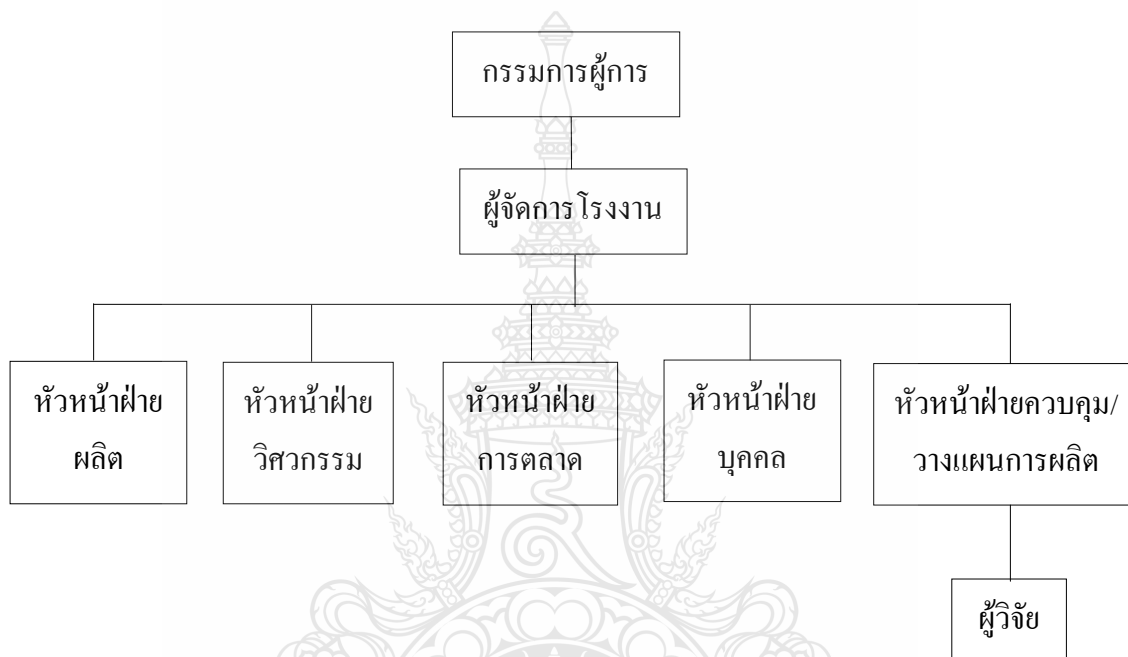 กรรมการผู้การ
ผู้จัดการโรงงาน
หัวหน้าฝ่าย
ผลิต
หัวหน้าฝ่าย
วิศวกรรม
หัวหน้าฝ่าย
การตลาด
หัวหน้าฝ่าย
บุคคล
หัวหน้าฝ่ายควบคุม/
วางแผนการผลิต
ผู้วิจัย